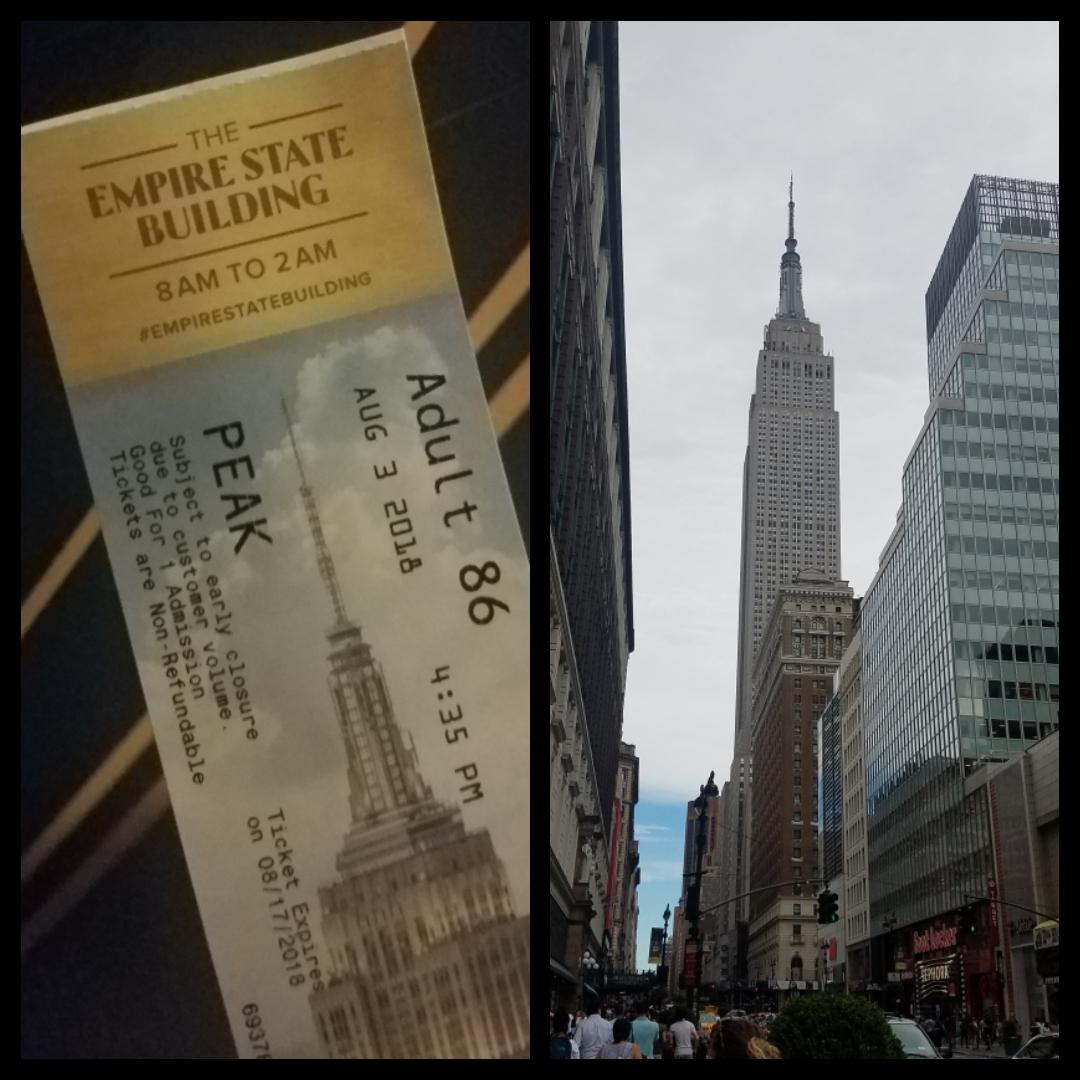 THE
EMPIRE STATE
BUILDING
8AM TO 2AM
#EMPIRESTATEBUILDING
Adult 86
AUG 3 2018
4:35 PM
PEAK
Subject to early closure
due to customer volume.
Good For 1 Admission
Tickets are Non-Refundable
Ticket Expires
on 08/17/2018
Foot Locker
SEPHORA